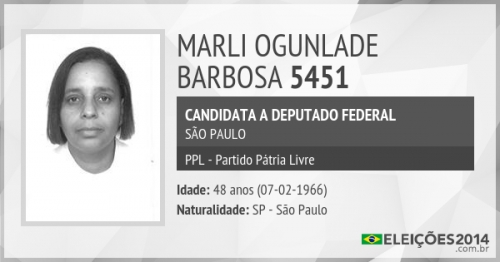 MARLI OGUNLADE
BARBOSA 5451
CANDIDATA A DEPUTADO FEDERAL
SÃO PAULO
PPL - Partido Pátria Livre
Idade: 48 anos (07-02-1966)
Naturalidade: SP - São Paulo
ELEIÇÕES2014
.com.br